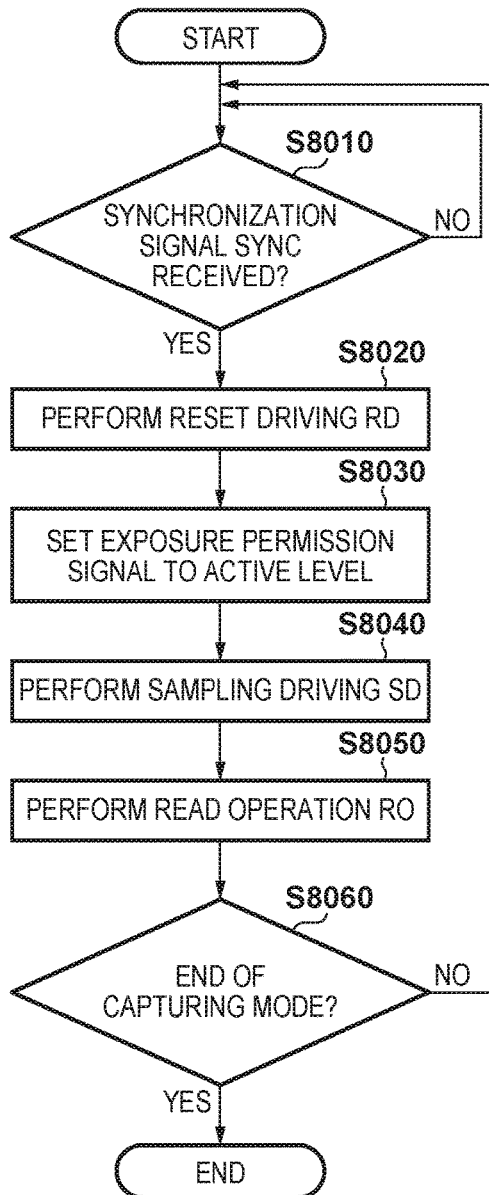 START
S8010
SYNCHRONIZATION
SIGNAL SYNC
RECEIVED?
NO
YES
S8020
PERFORM RESET DRIVING RD
S8030
SET EXPOSURE PERMISSION
SIGNAL TO ACTIVE LEVEL
S8040
PERFORM SAMPLING DRIVING SD
S8050
PERFORM READ OPERATION RO
S8060
END OF
CAPTURING MODE?
NO
YES
END